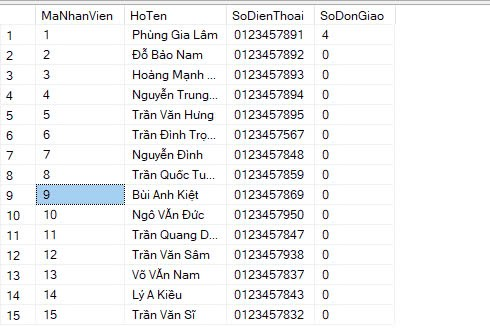 MaNhanVien HoTen SoDienThoai SoDonGiao
1 1 Phùng Gia Lâm 0123457891 4
2 2 Đỗ Bảo Nam 0123457892 0
3 3 Hoàng Mạnh ... 0123457893 0
4 4 Nguyễn Trung... 0123457894 0
5 5 Trần Văn Hưng 0123457895 0
6 6 Trần Đình Trọ... 0123457567 0
7 7 Nguyễn Đình 0123457848 0
8 8 Trần Quốc Tu... 0123457859 0
9 9 Bùi Anh Kiệt 0123457869 0
10 10 Ngô VĂn Đức 0123457950 0
11 11 Trần Quang D... 0123457847 0
12 12 Trần Văn Sâm 0123457938 0
13 13 Võ VĂn Nam 0123457837 0
14 14 Lý A Kiều 0123457843 0
15 15 Trần Văn Sĩ 0123457832 0